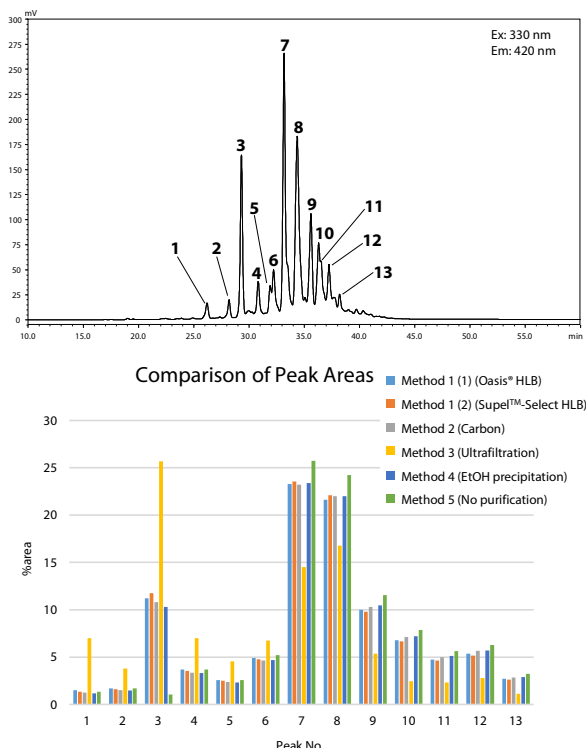 mV
300
Ex: 330 nm
Em: 420 nm
7
275
250
225
200
8
175
3
150
125
5
9
100
10
11
6
75
12
1
2
4
50
13
25
0
10.0 15.0 20.0 25.0 30.0 35.0 40.0 45.0 50.0 55.0 min
Comparison of Peak Areas
Method 1 (1) (Oasis® HLB)
Method 1 (2) (Supel™-Select HLB)
Method 2 (Carbon)
Method 3 (Ultrafiltration)
Method 4 (EtOH precipitation)
Method 5 (No purification)
%area
30
25
20
15
10
5
0
1 2 3 4 5 6 7 8 9 10 11 12 13
Peak No.